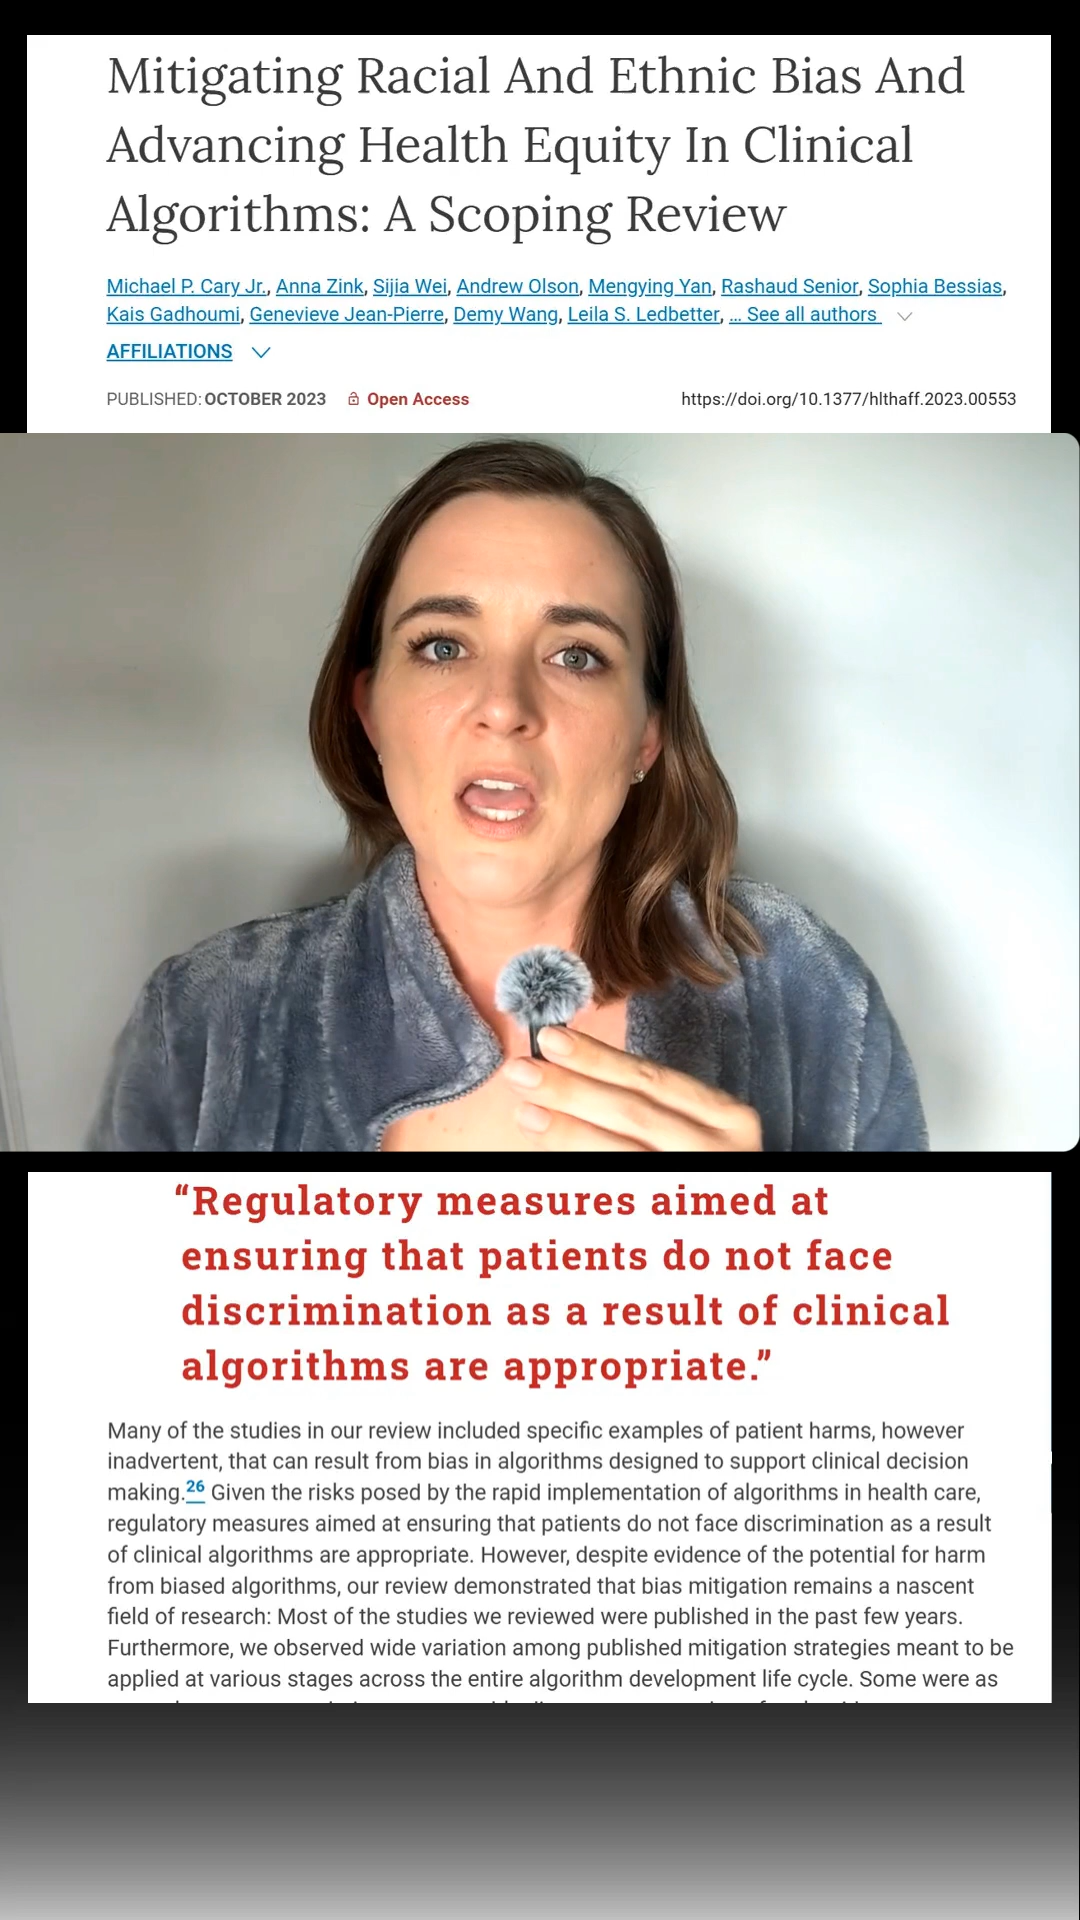 Mitigating Racial And Ethnic Bias And
Advancing Health Equity In Clinical
Algorithms: A Scoping Review
Michael P. Cary Jr., Anna Zink, Sijia Wei, Andrew Olson, Mengying Yan, Rashaud Senior, Sophia Bessias,
Kais Gadhoumi, Genevieve Jean-Pierre, Demy Wang, Leila S. Ledbetter, ... See all authors
AFFILIATIONS
PUBLISHED: OCTOBER 2023 Open Access https://doi.org/10.1377/hlthaff.2023.00553
“Regulatory measures aimed at
ensuring that patients do not face
discrimination as a result of clinical
algorithms are appropriate.”
Many of the studies in our review included specific examples of patient harms, however
inadvertent, that can result from bias in algorithms designed to support clinical decision
making.26 Given the risks posed by the rapid implementation of algorithms in health care,
regulatory measures aimed at ensuring that patients do not face discrimination as a result
of clinical algorithms are appropriate. However, despite evidence of the potential for harm
from biased algorithms, our review demonstrated that bias mitigation remains a nascent
field of research: Most of the studies we reviewed were published in the past few years.
Furthermore, we observed wide variation among published mitigation strategies meant to be
applied at various stages across the entire algorithm development life cycle. Some were as